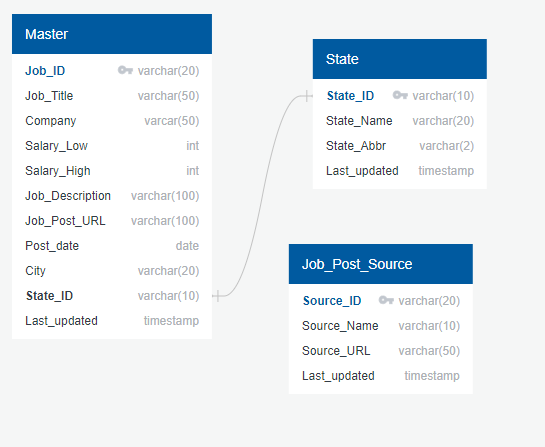 Master
Job_ID varchar(20)
Job_Title varchar(50)
Company varcar(50)
Salary_Low int
Salary_High int
Job_Description varchar(100)
Job_Post_URL varchar(100)
Post_date date
City varchar(20)
State_ID varchar(10)
Last_updated timestamp
State
State_ID varchar(10)
State_Name varchar(20)
State_Abbr varchar(2)
Last_updated timestamp
Job_Post_Source
Source_ID varchar(20)
Source_Name varchar(10)
Source_URL varchar(50)
Last_updated timestamp